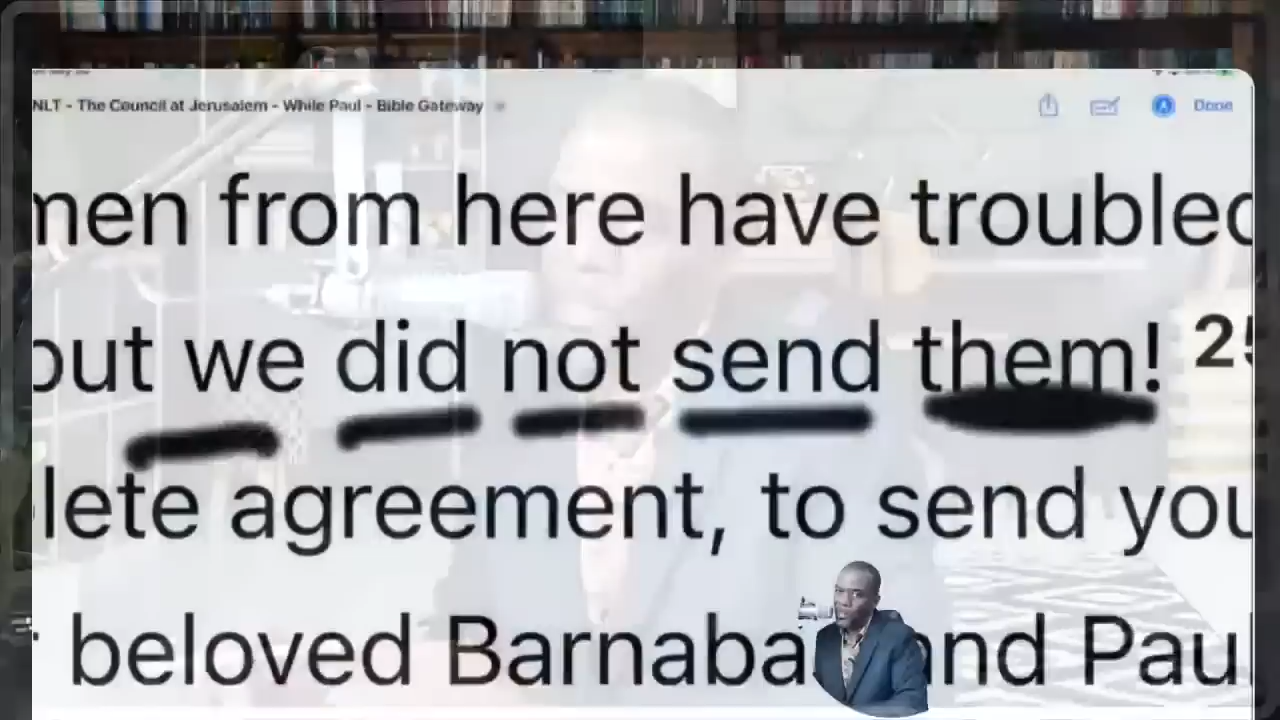 NLT - The Council at Jerusalem - While Paul - Bible Gateway
Done
men from here have troubled
but we did not send them! 25
lete agreement, to send you
beloved Barnaba and Pau